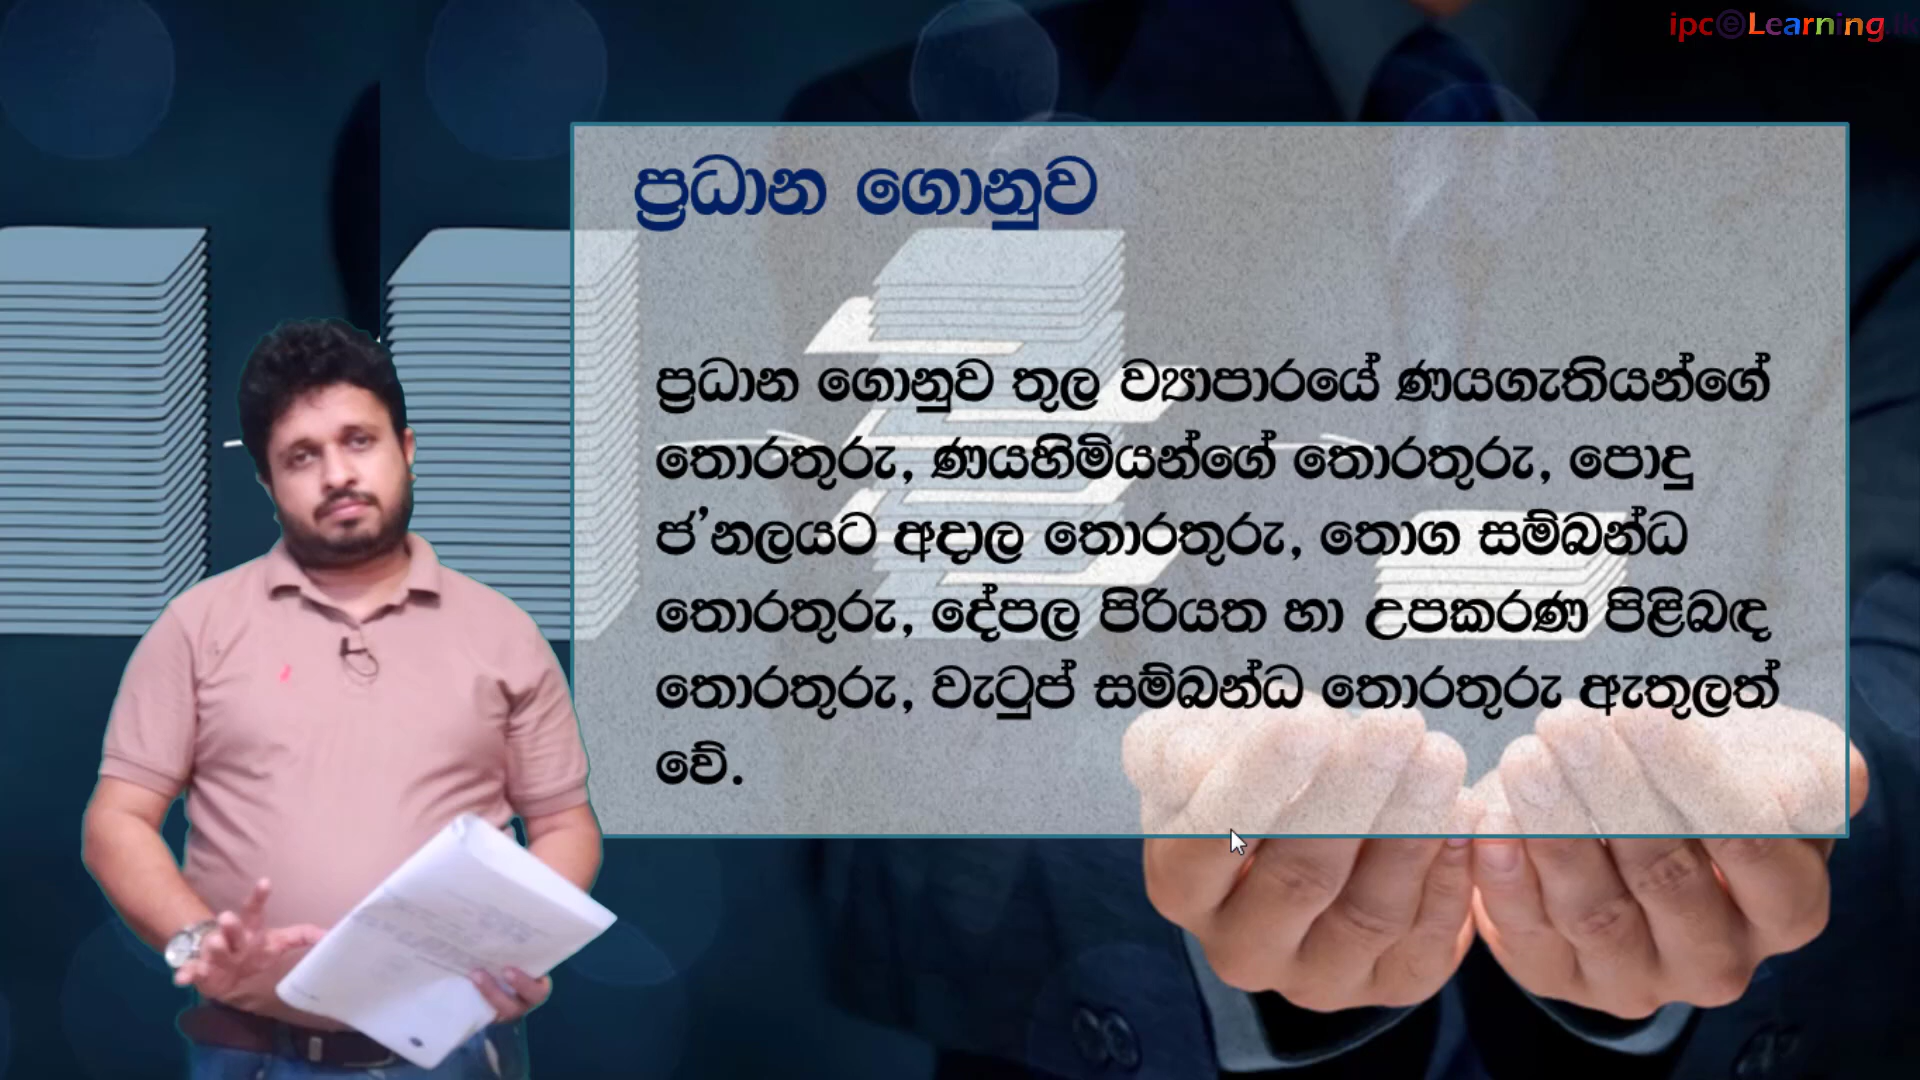 ipc@Learning.lk
ප්‍රධාන ගොනුව
ප්‍රධාන ගොනුව තුල ව්‍යාපාරයේ ණයගැතියන්ගේ
තොරතුරු, ණයහිමියන්ගේ තොරතුරු, පොදු
ජ’නලයට අදාල තොරතුරු, තොග සම්බන්ධ
තොරතුරු, දේපල පිරියත හා උපකරණ පිළිබඳ
තොරතුරු, වැටුප් සම්බන්ධ තොරතුරු ඇතුලත්
වේ.